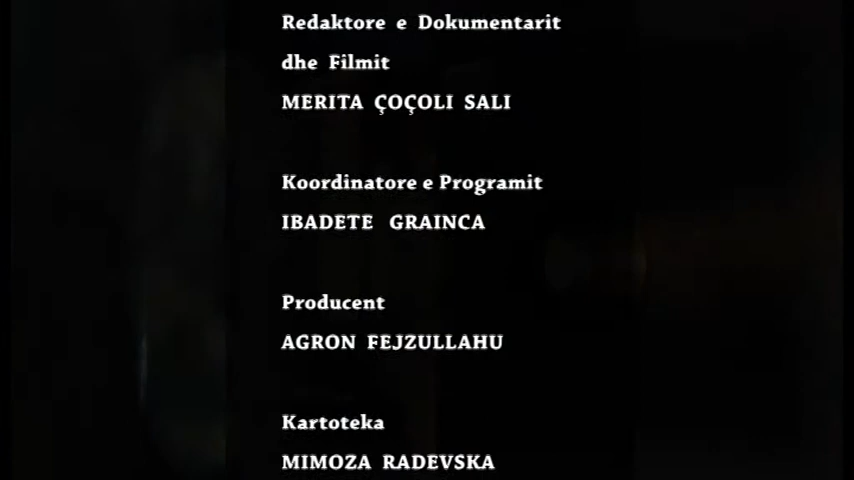 Redaktore e Dokumentarit
dhe Filmit
MERITA ÇOÇOLI SALI
Koordinatore e Programit
IBADETE GRAINCA
Producent
AGRON FEJZULLAHU
Kartoteka
MIMOZA RADEVSKA